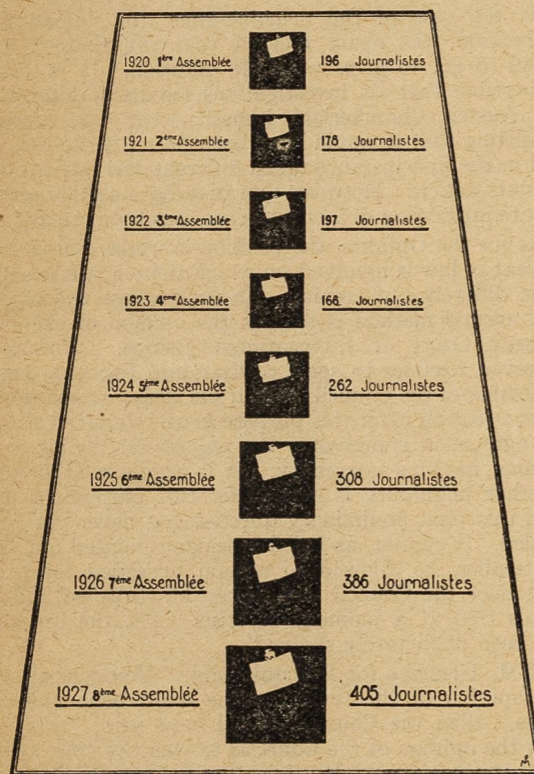 1920 1ère Assemblée 196 Journalistes
1921 2ème Assemblée 178 Journalistes
1922 3ème Assemblée 197 Journalistes
1923 4ème Assemblée 166 Journalistes
1924 5ème Assemblée 262 Journalistes
1925 6ème Assemblée 308 Journalistes
1926 7ème Assemblée 386 Journalistes
1927 8ème Assemblée 405 Journalistes